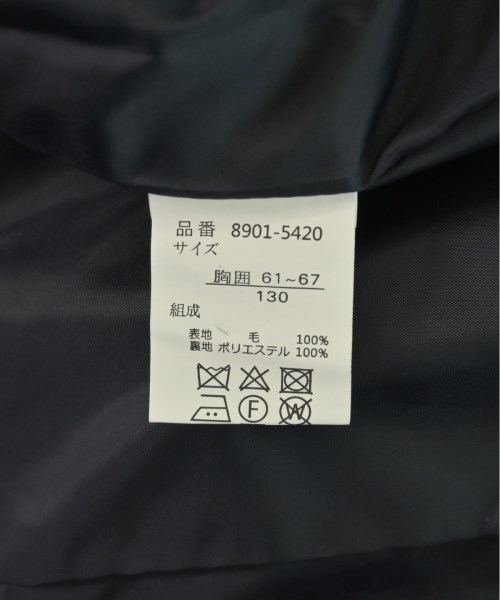 品番 8901-5420
サイズ
胸囲 61~67
130
組成
表地 毛 100%
裏地 ポリエステル 100%
F W